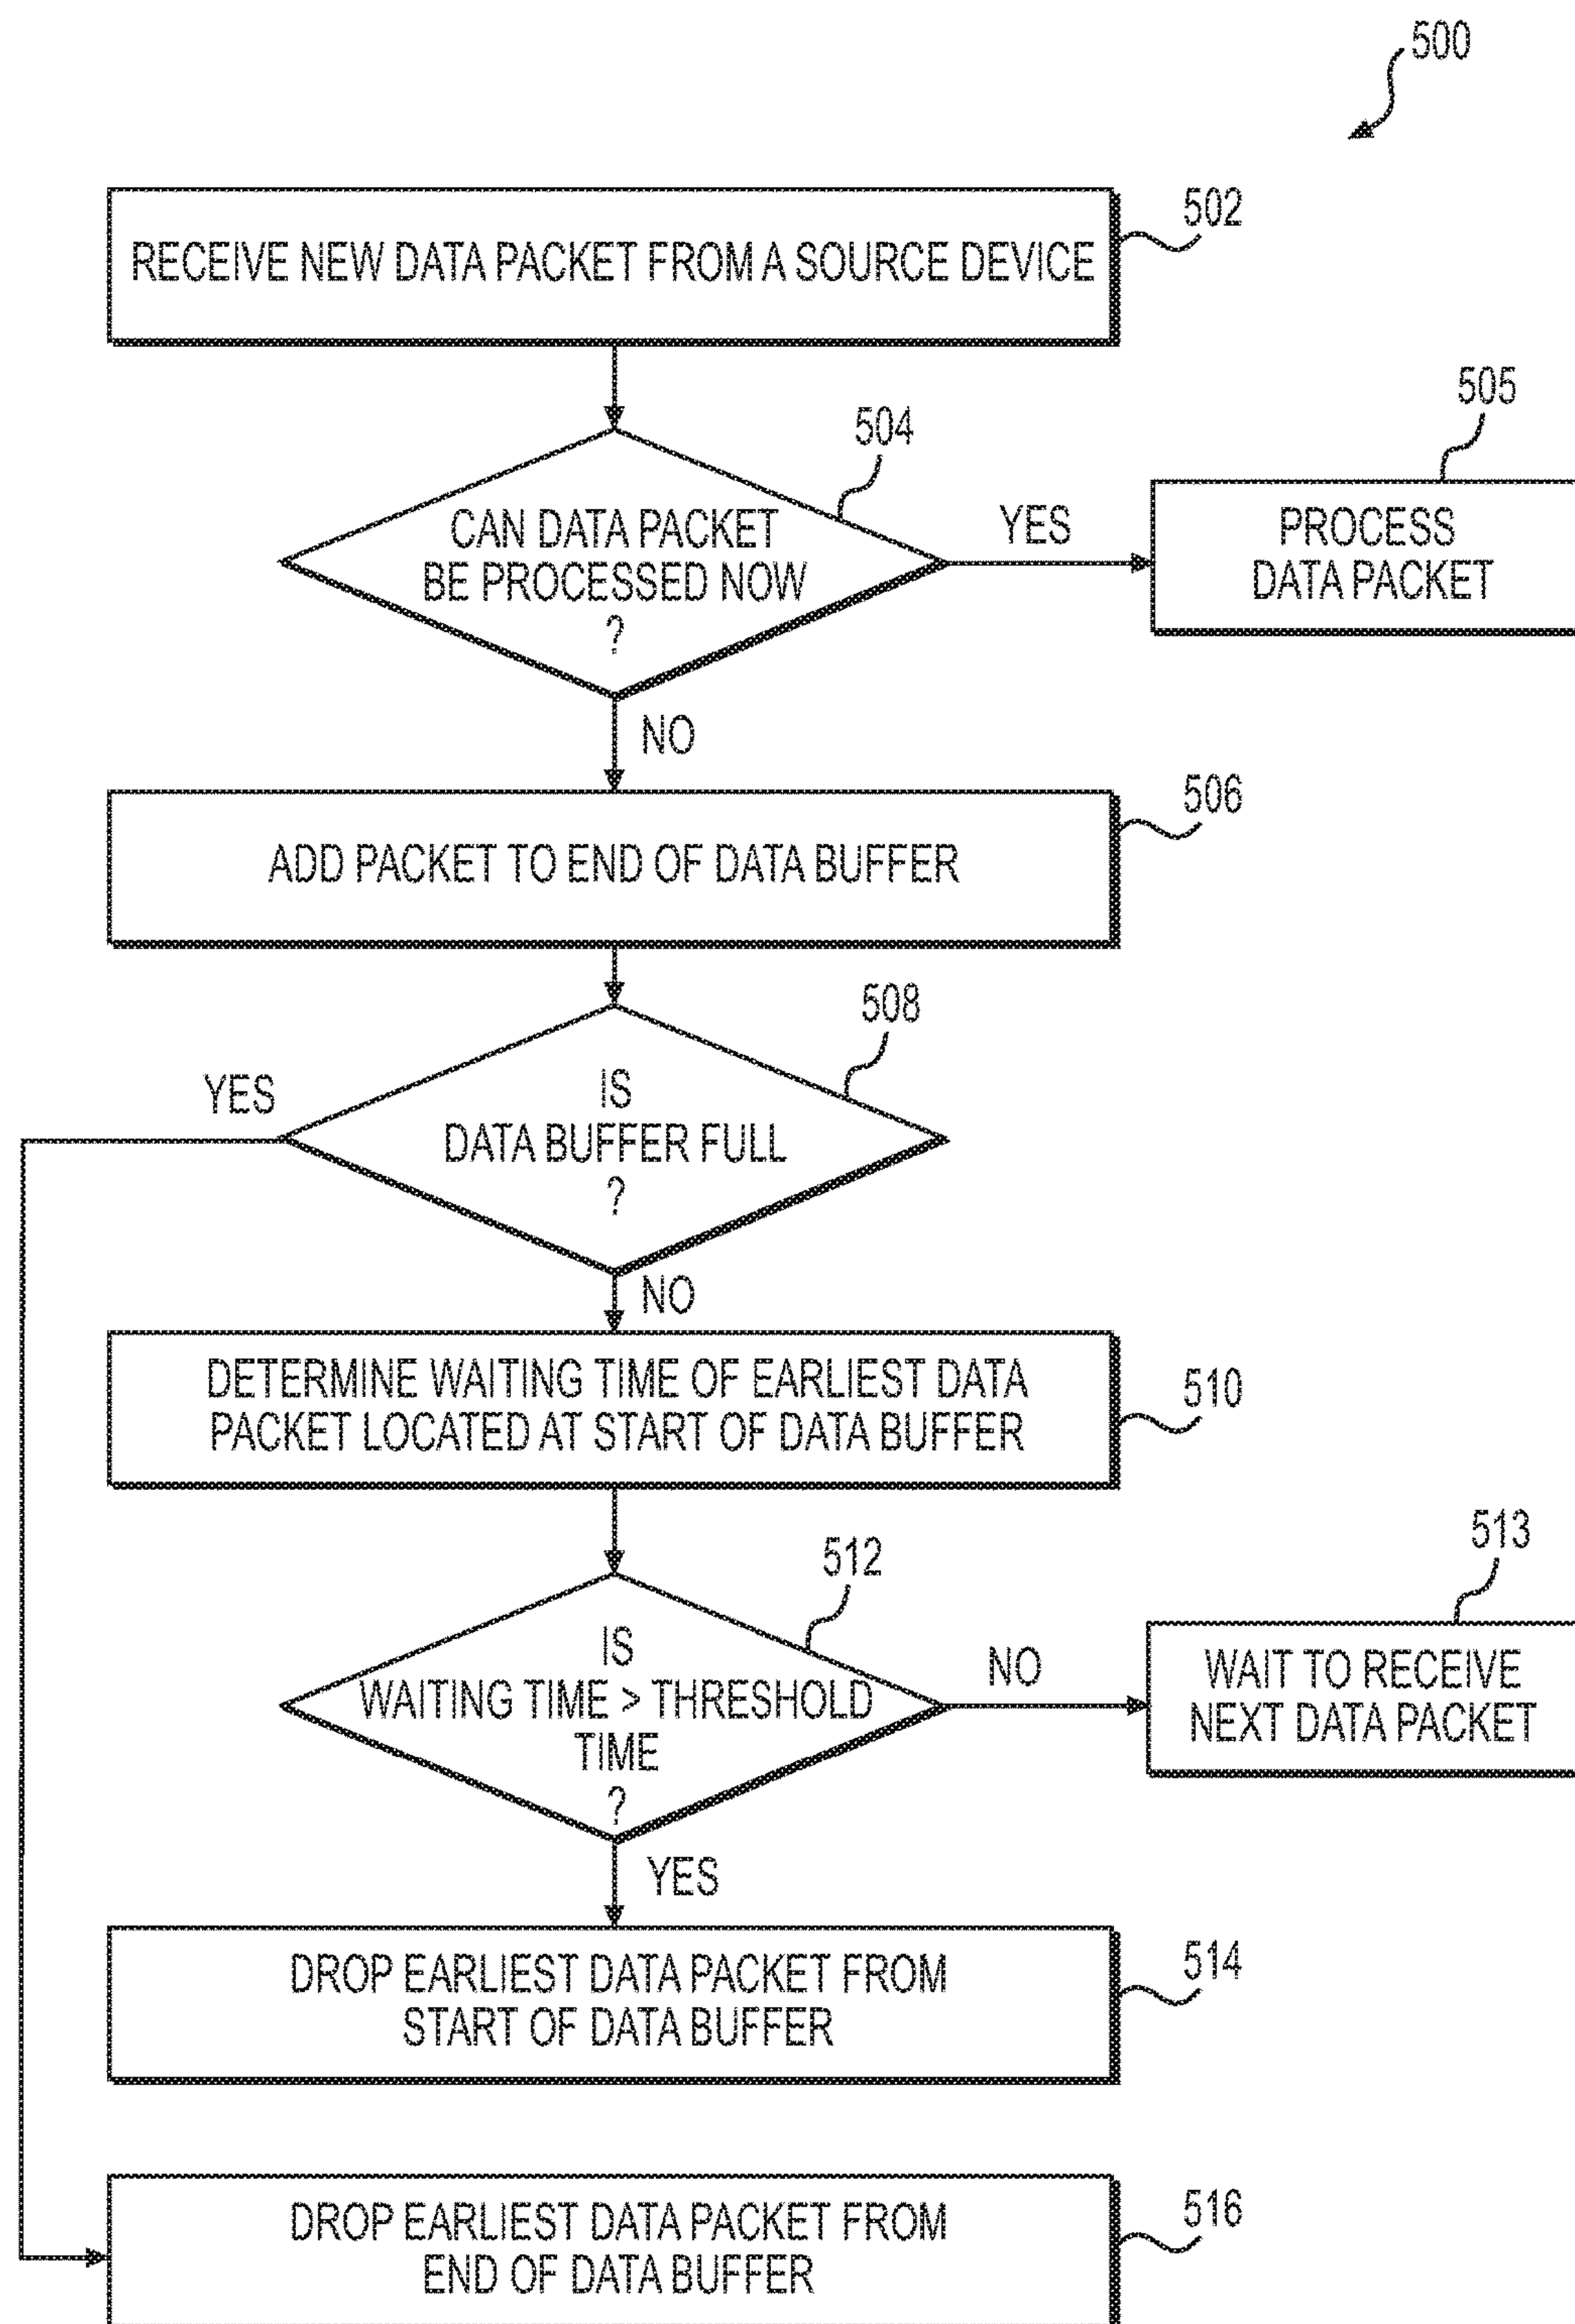 500
RECEIVE NEW DATA PACKET FROM A SOURCE DEVICE
502
504
CAN DATA PACKET
BE PROCESSED NOW
?
YES
505
PROCESS
DATA PACKET
NO
ADD PACKET TO END OF DATA BUFFER
506
508
IS
DATA BUFFER FULL
?
YES
NO
DETERMINE WAITING TIME OF EARLIEST DATA
PACKET LOCATED AT START OF DATA BUFFER
510
512
IS
WAITING TIME > THRESHOLD
TIME
?
NO
513
WAIT TO RECEIVE
NEXT DATA PACKET
YES
DROP EARLIEST DATA PACKET FROM
START OF DATA BUFFER
514
DROP EARLIEST DATA PACKET FROM
END OF DATA BUFFER
516